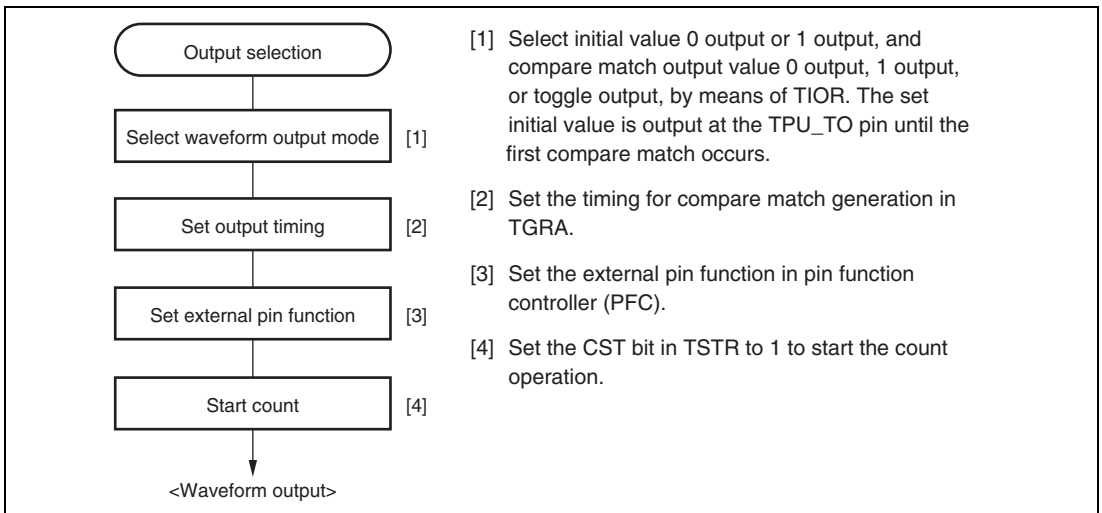 Output selection
Select waveform output mode [1]
Set output timing [2]
Set external pin function [3]
Start count [4]
<Waveform output>
[1] Select initial value 0 output or 1 output, and
compare match output value 0 output, 1 output,
or toggle output, by means of TIOR. The set
initial value is output at the TPU_TO pin until the
first compare match occurs.
[2] Set the timing for compare match generation in
TGRA.
[3] Set the external pin function in pin function
controller (PFC).
[4] Set the CST bit in TSTR to 1 to start the count
operation.